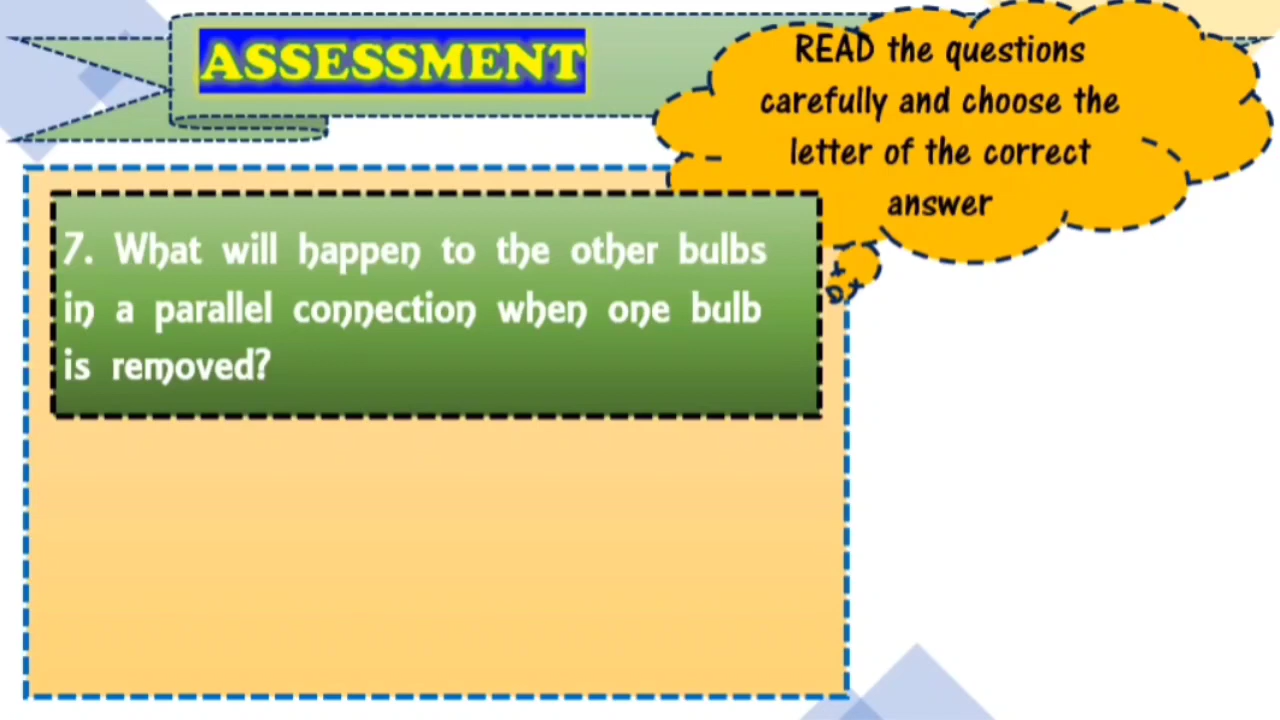 ASSESSMENT
READ the questions
carefully and choose the
letter of the correct
answer
7. What will happen to the other bulbs
in a parallel connection when one bulb
is removed?